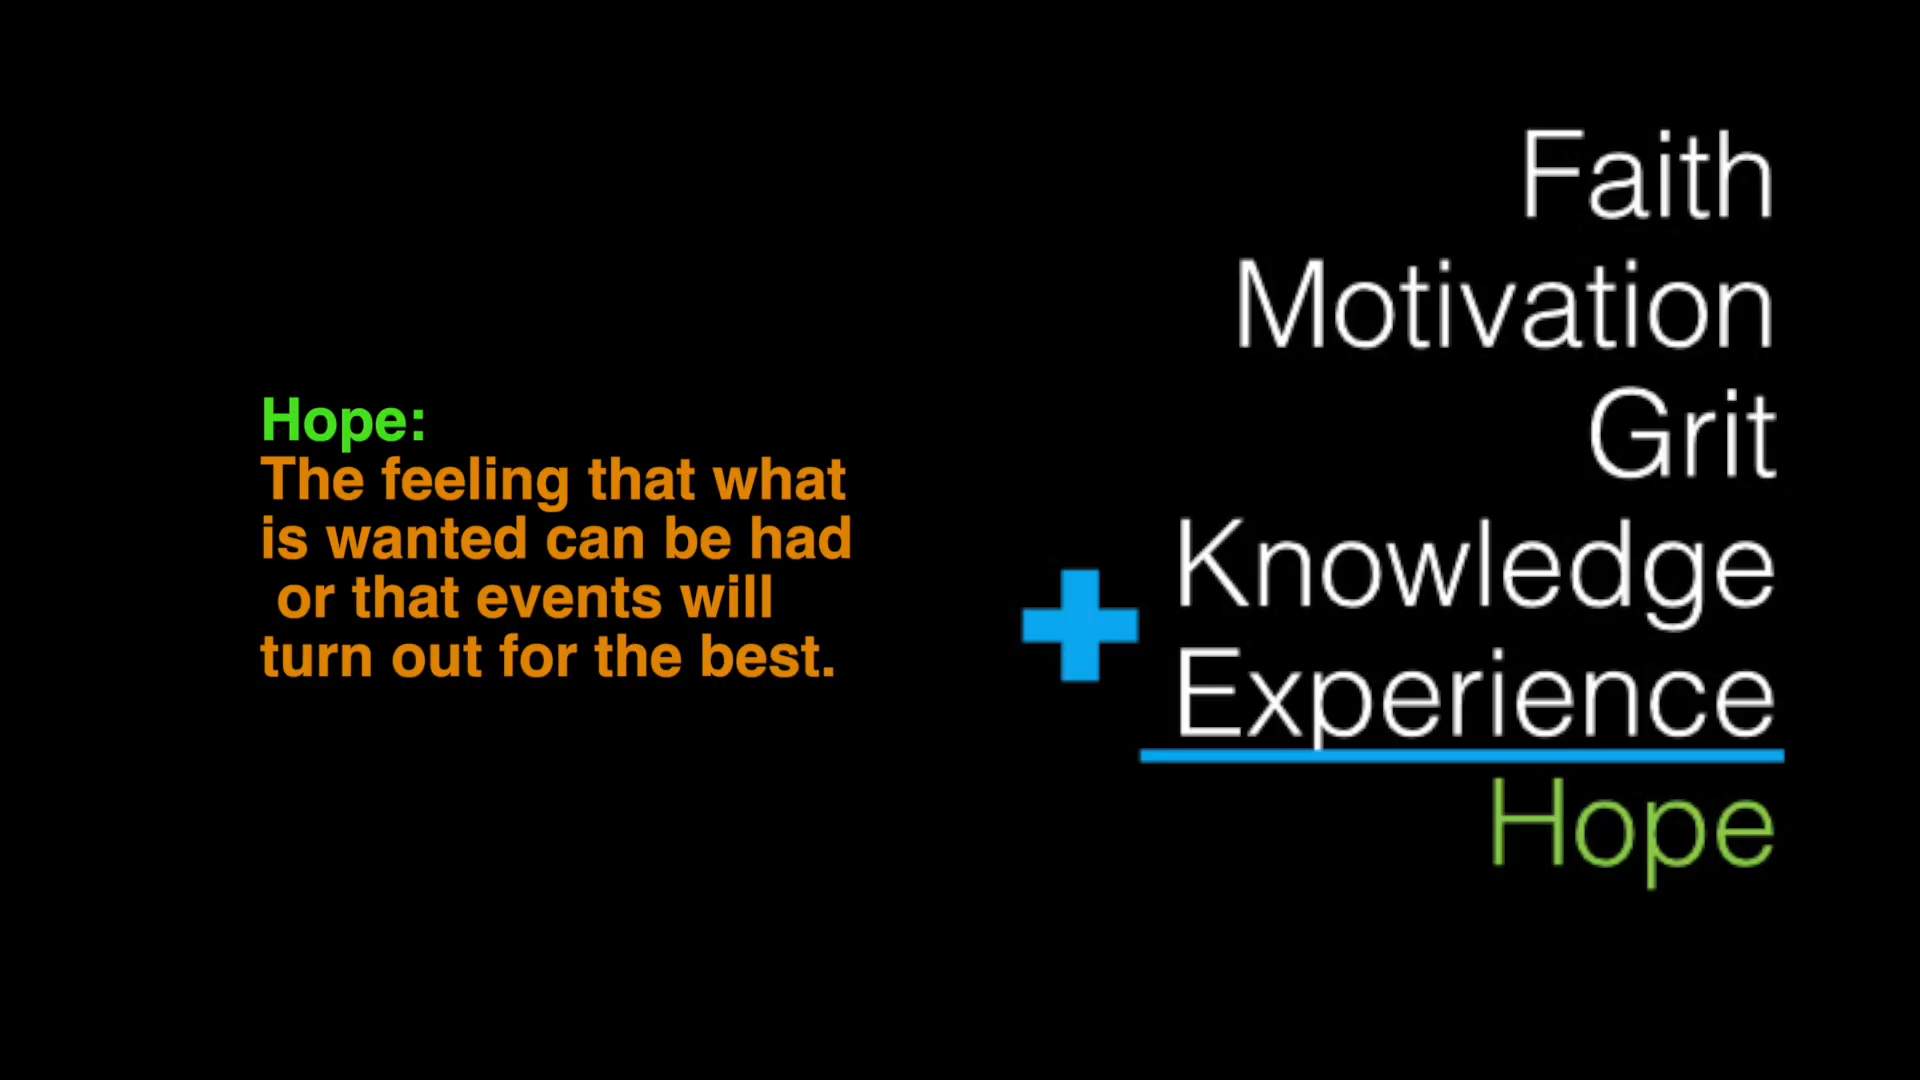 Hope:
The feeling that what
is wanted can be had
or that events will
turn out for the best.
Faith
Motivation
Grit
Knowledge
+ Experience
Hope